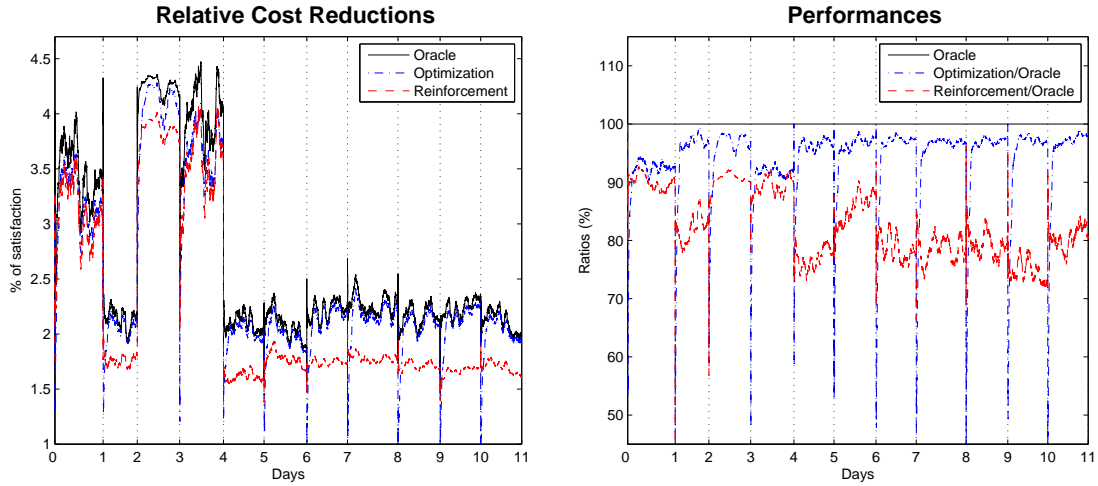 Relative Cost Reductions
Oracle
Optimization
Reinforcement
4.5
4
3.5
3
2.5
2
1.5
1
% of satisfaction
0 1 2 3 4 5 6 7 8 9 10 11
Days
Performances
Oracle
Optimization/Oracle
Reinforcement/Oracle
110
100
90
80
70
60
50
Ratios (%)
0 1 2 3 4 5 6 7 8 9 10 11
Days